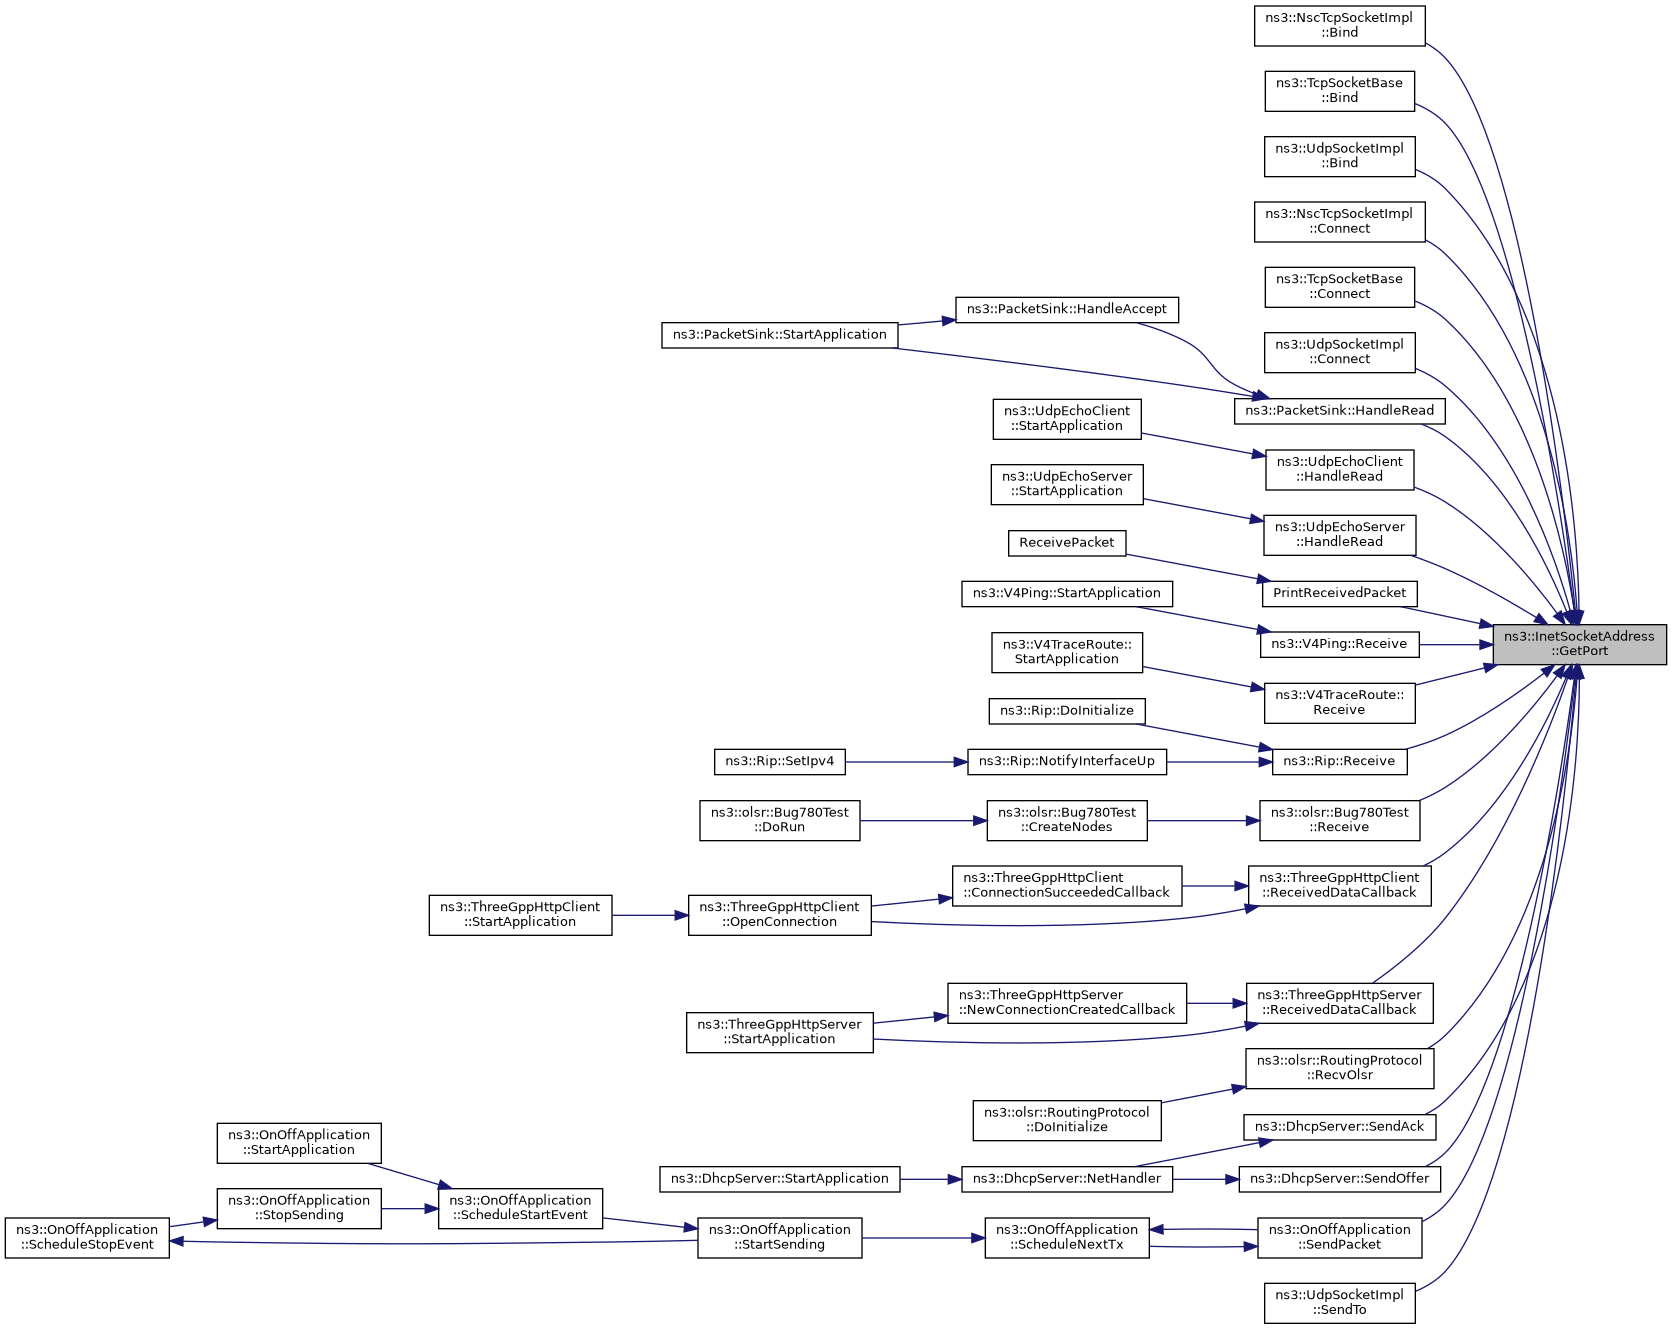 ns3::NscTcpSocketImpl
::Bind
ns3::TcpSocketBase
::Bind
ns3::UdpSocketImpl
::Bind
ns3::NscTcpSocketImpl
::Connect
ns3::TcpSocketBase
::Connect
ns3::PacketSink::HandleAccept
ns3::PacketSink::StartApplication
ns3::UdpSocketImpl
::Connect
ns3::PacketSink::HandleRead
ns3::UdpEchoClient
::StartApplication
ns3::UdpEchoClient
::HandleRead
ns3::UdpEchoServer
::StartApplication
ns3::UdpEchoServer
::HandleRead
ReceivePacket
PrintReceivedPacket
ns3::V4Ping::StartApplication
ns3::V4Ping::Receive
ns3::InetSocketAddress
::GetPort
ns3::V4TraceRoute::
StartApplication
ns3::V4TraceRoute::
Receive
ns3::Rip::DoInitialize
ns3::Rip::SetIpv4
ns3::Rip::NotifyInterfaceUp
ns3::Rip::Receive
ns3::olsr::Bug780Test
::DoRun
ns3::olsr::Bug780Test
::CreateNodes
ns3::olsr::Bug780Test
::Receive
ns3::ThreeGppHttpClient
::ConnectionSucceededCallback
ns3::ThreeGppHttpClient
::ReceivedDataCallback
ns3::ThreeGppHttpClient
::StartApplication
ns3::ThreeGppHttpClient
::OpenConnection
ns3::ThreeGppHttpServer
::NewConnectionCreatedCallback
ns3::ThreeGppHttpServer
::ReceivedDataCallback
ns3::ThreeGppHttpServer
::StartApplication
ns3::olsr::RoutingProtocol
::RecvOlsr
ns3::olsr::RoutingProtocol
::DoInitialize
ns3::DhcpServer::SendAck
ns3::OnOffApplication
::StartApplication
ns3::DhcpServer::StartApplication
ns3::DhcpServer::NetHandler
ns3::DhcpServer::SendOffer
ns3::OnOffApplication
::StopSending
ns3::OnOffApplication
::ScheduleStartEvent
ns3::OnOffApplication
::ScheduleStopEvent
ns3::OnOffApplication
::StartSending
ns3::OnOffApplication
::ScheduleNextTx
ns3::OnOffApplication
::SendPacket
ns3::UdpSocketImpl
::SendTo